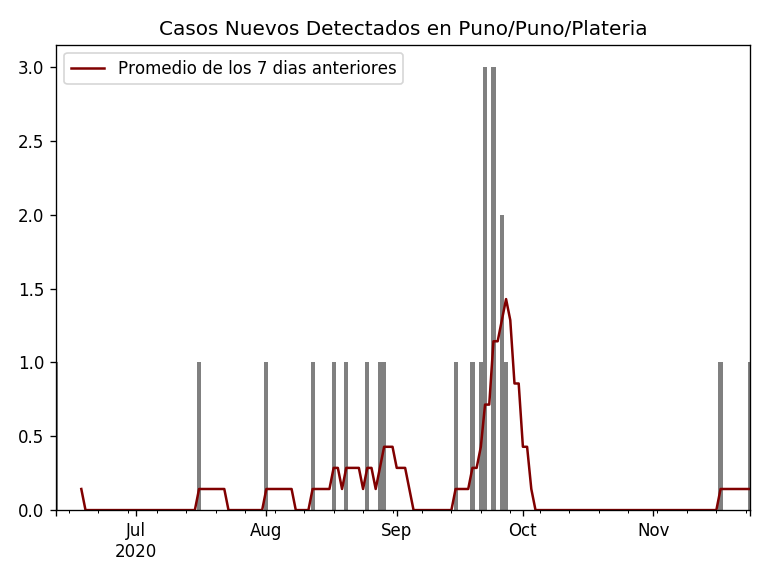 Casos Nuevos Detectados en Puno/Puno/Plateria
Promedio de los 7 dias anteriores
3.0
2.5
2.0
1.5
1.0
0.5
0.0
Jul Aug Sep Oct Nov
2020